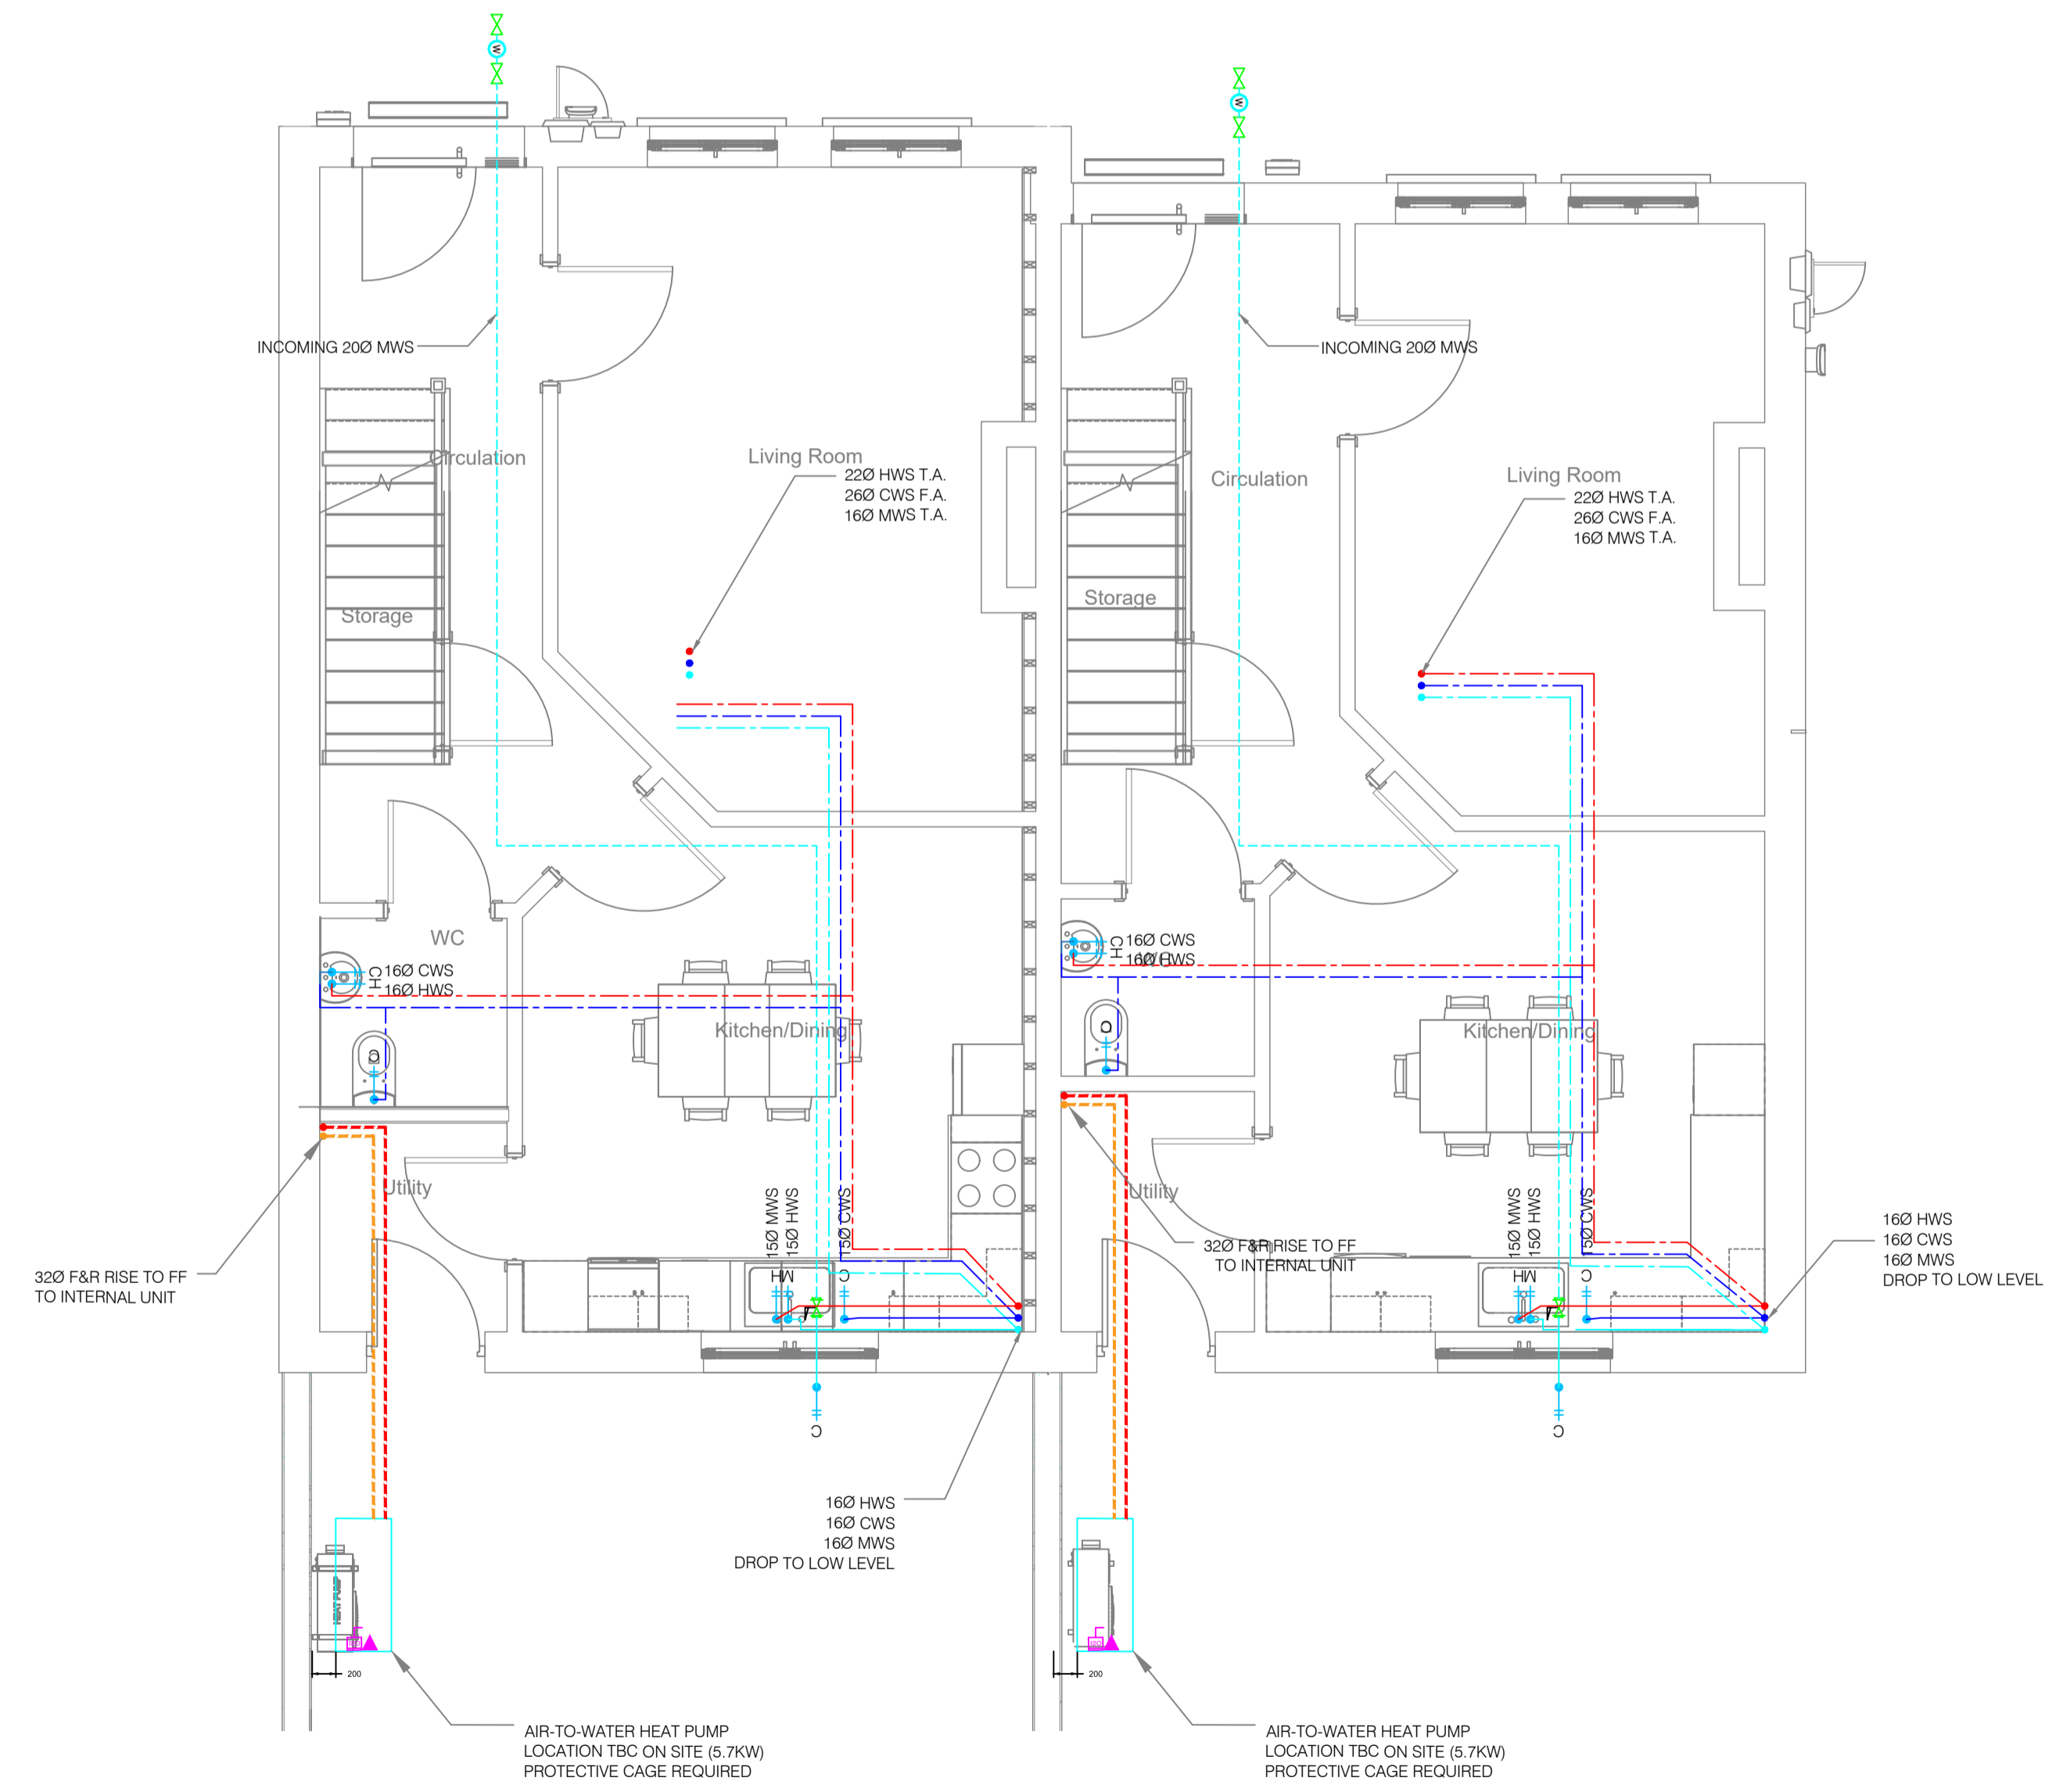 W
W
INCOMING 20Ø MWS
INCOMING 20Ø MWS
Circulation
Living Room
22Ø HWS T.A.
26Ø CWS F.A.
16Ø MWS T.A.
Circulation
Living Room
22Ø HWS T.A.
26Ø CWS F.A.
16Ø MWS T.A.
Storage
Storage
WC
C
H
16Ø CWS
16Ø HWS
C
H
16Ø CWS
16Ø HWS
Kitchen/Dining
Kitchen/Dining
C
C
Utility
Utility
15Ø MWS
15Ø HWS
15Ø CWS
15Ø MWS
15Ø HWS
15Ø CWS
H
M
C
H
M
C
32Ø F&R RISE TO FF
TO INTERNAL UNIT
32Ø F&R RISE TO FF
TO INTERNAL UNIT
16Ø HWS
16Ø CWS
16Ø MWS
DROP TO LOW LEVEL
C
C
16Ø HWS
16Ø CWS
16Ø MWS
DROP TO LOW LEVEL
HEAT PUMP
200
200
AIR-TO-WATER HEAT PUMP
LOCATION TBC ON SITE (5.7KW)
PROTECTIVE CAGE REQUIRED
AIR-TO-WATER HEAT PUMP
LOCATION TBC ON SITE (5.7KW)
PROTECTIVE CAGE REQUIRED